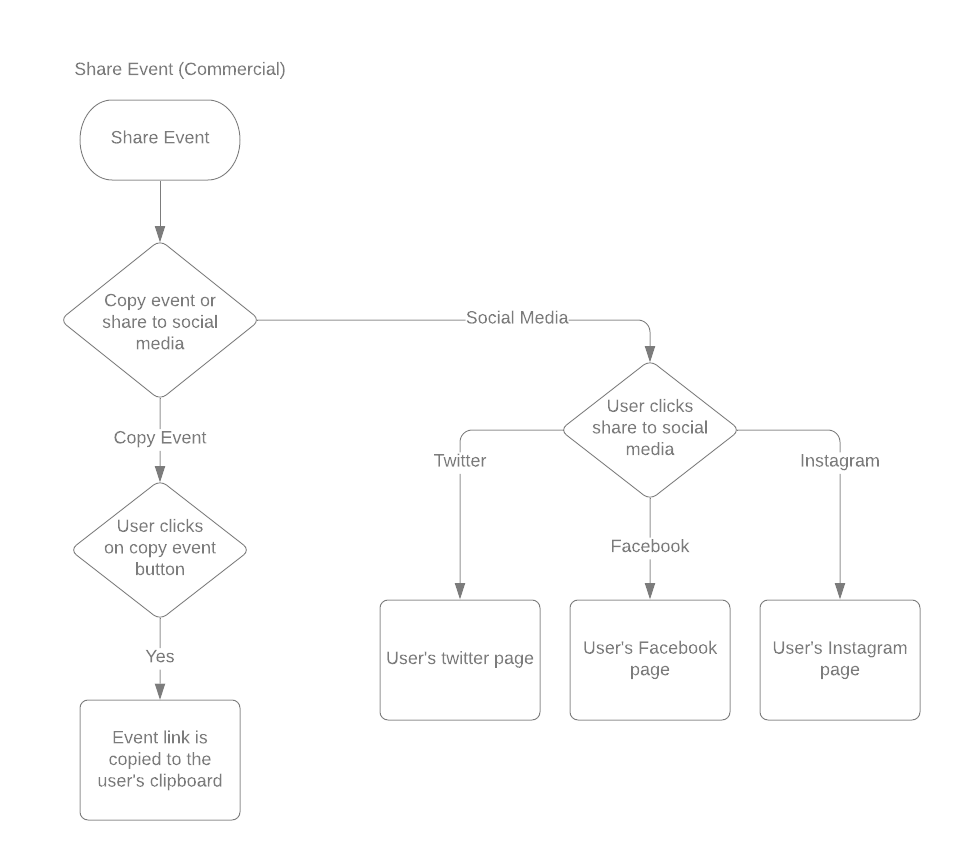 Share Event (Commercial)
Share Event
Copy event or
share to social
media
Social Media
Copy Event
User clicks
share to social
media
Twitter
Instagram
Facebook
User clicks
on copy event
button
Yes
User's twitter page
User's Facebook
page
User's Instagram
page
Event link is
copied to the
user's clipboard